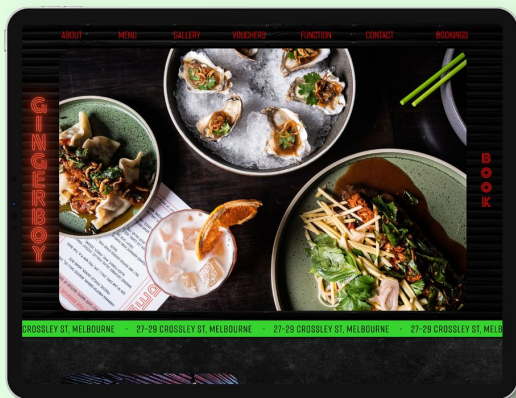 ABOUT MENU GALLERY VOUCHERS FUNCTION CONTACT BOOKINGS
GINGERBOY
BOOK
CROSSLEY ST, MELBOURNE - 27-29 CROSSLEY ST, MELBOURNE - 27-29 CROSSLEY ST, MELBOURNE - 27-29 CROSSLEY ST, MELB